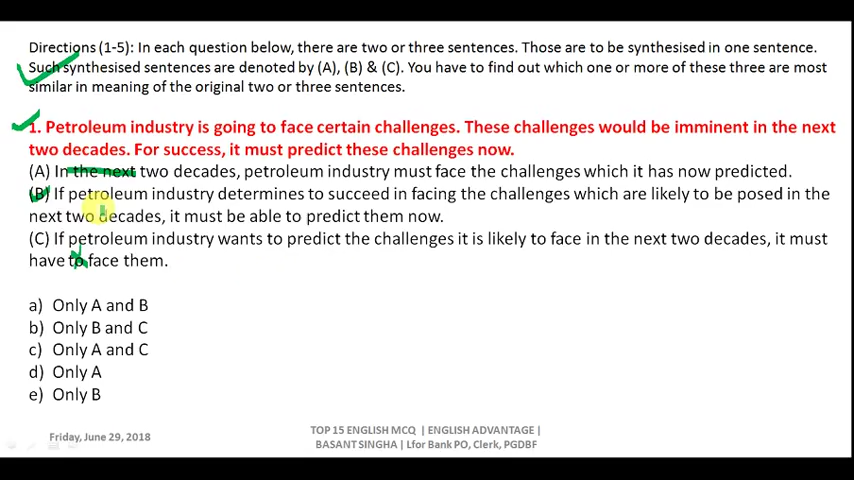 Directions (1-5): In each question below, there are two or three sentences. Those are to be synthesised in one sentence.
Such synthesised sentences are denoted by (A), (B) & (C). You have to find out which one or more of these three are most
similar in meaning of the original two or three sentences.
1. Petroleum industry is going to face certain challenges. These challenges would be imminent in the next
two decades. For success, it must predict these challenges now.
(A) In the next two decades, petroleum industry must face the challenges which it has now predicted.
(B) If petroleum industry determines to succeed in facing the challenges which are likely to be posed in the
next two decades, it must be able to predict them now.
(C) If petroleum industry wants to predict the challenges it is likely to face in the next two decades, it must
have to face them.
a) Only A and B
b) Only B and C
c) Only A and C
d) Only A
e) Only B
Friday, June 29, 2018
TOP 15 ENGLISH MCQ | ENGLISH ADVANTAGE |
BASANT SINGHA | Lfor Bank PO, Clerk, PGDBF